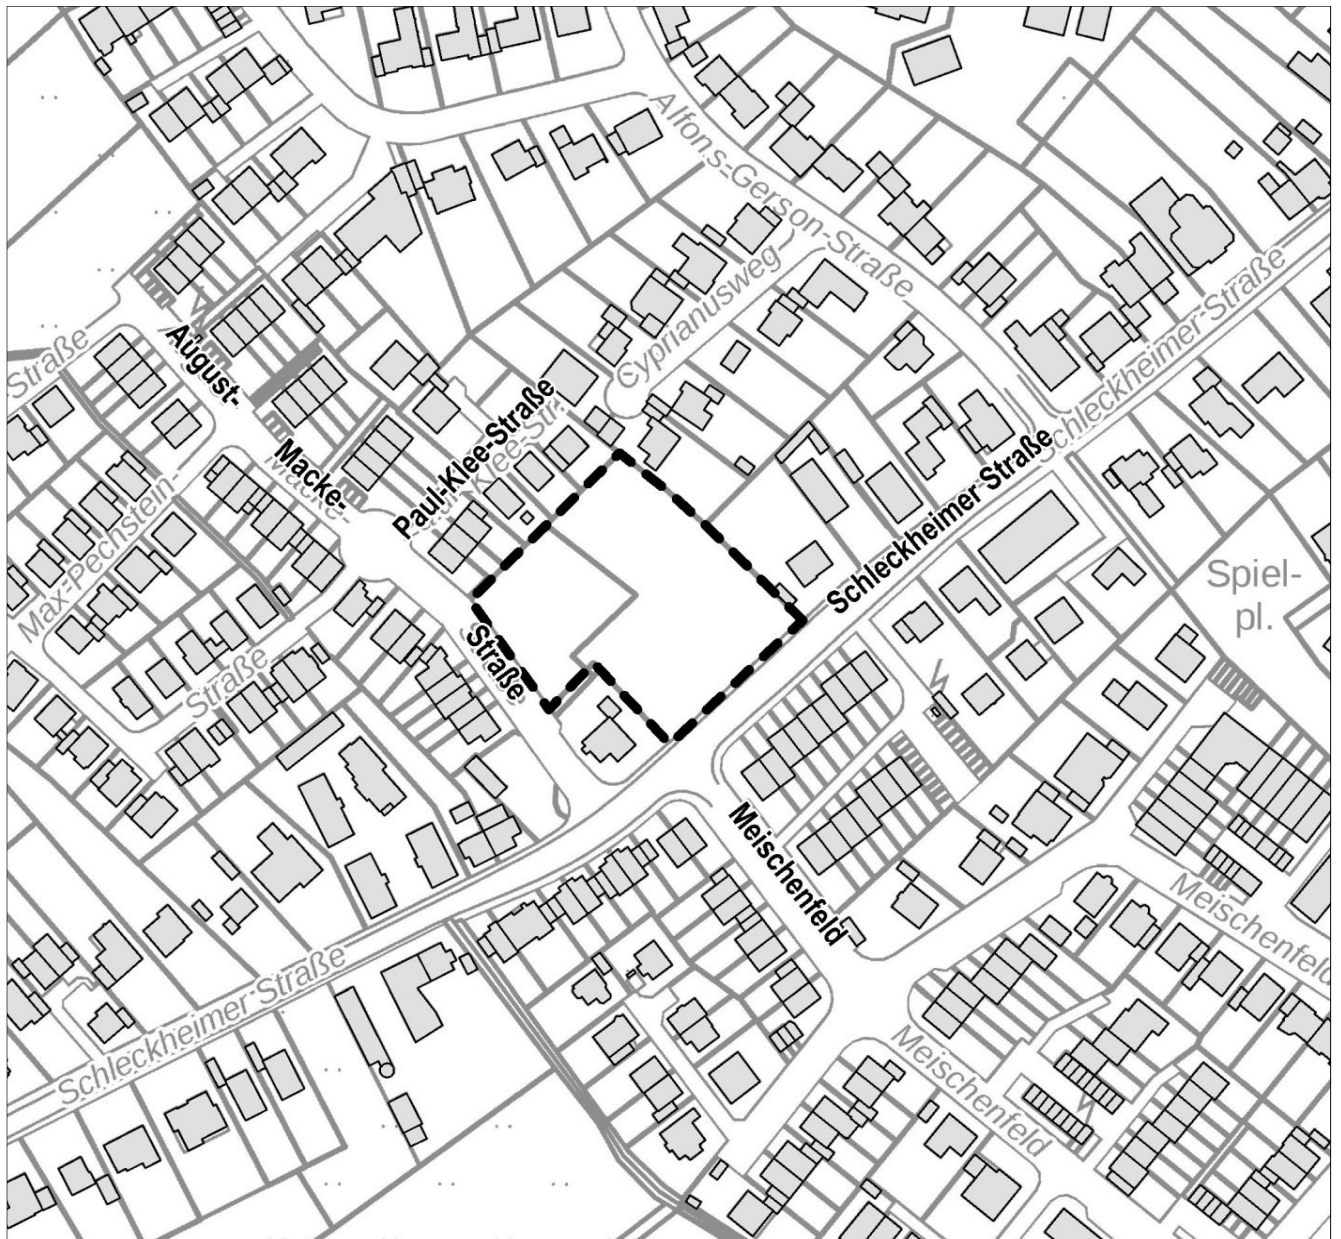 Alfons-Gerson-Straße
Cyprianusweg
Schleckheimer-Straße
-Straße
August-
Macke-
Macke-
Paul-Klee-Straße
-Klee-Str.
Schleckheimer Straße
Max-Pechstein-
Straße
Straße
Spiel-
pl.
Meischenfeld
Meischenfeld
Schleckheimer-Straße
Meischenfeld